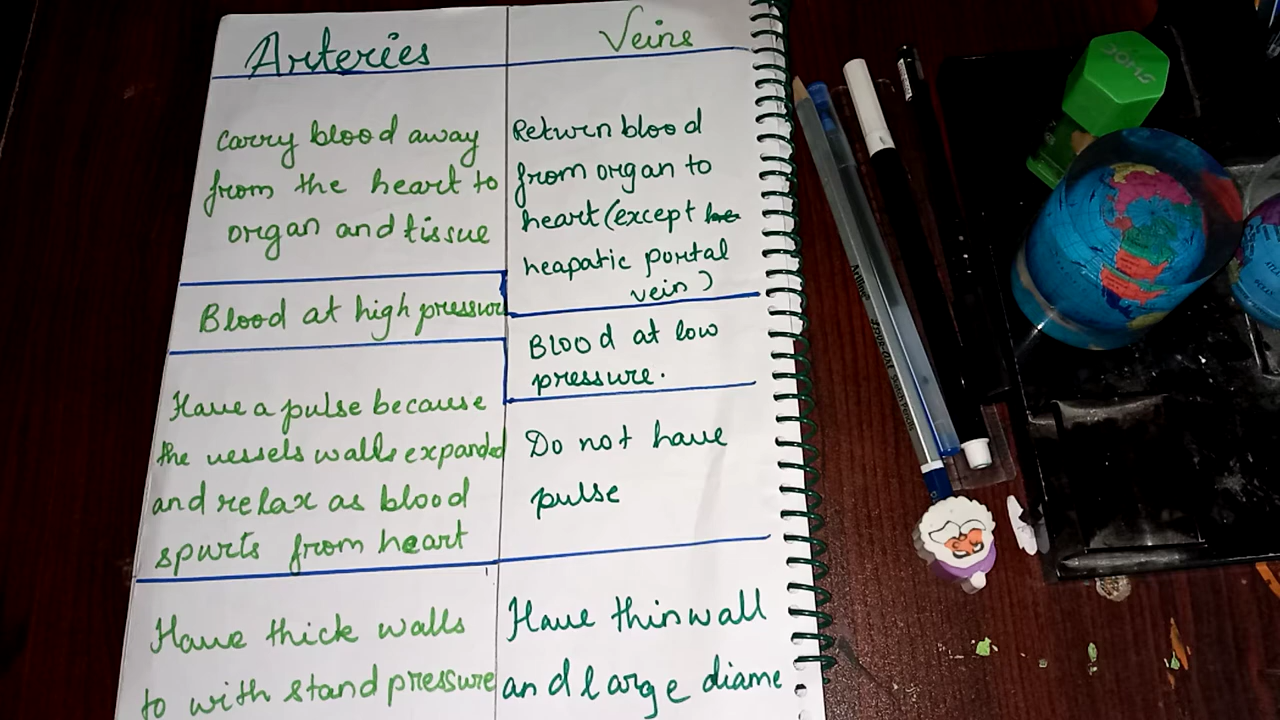 Arteries
Veins
carry blood away
from the heart to
organ and tissue
Return blood
from organ to
heart (except
heapatic portal
vein)
Blood at high pressure
Blood at low
pressure.
Have a pulse because
the vessels walls expanded
and relax as blood
spurts from heart
Do not have
pulse
Have thick walls
to with stand pressure
Have thin wall
and large diame